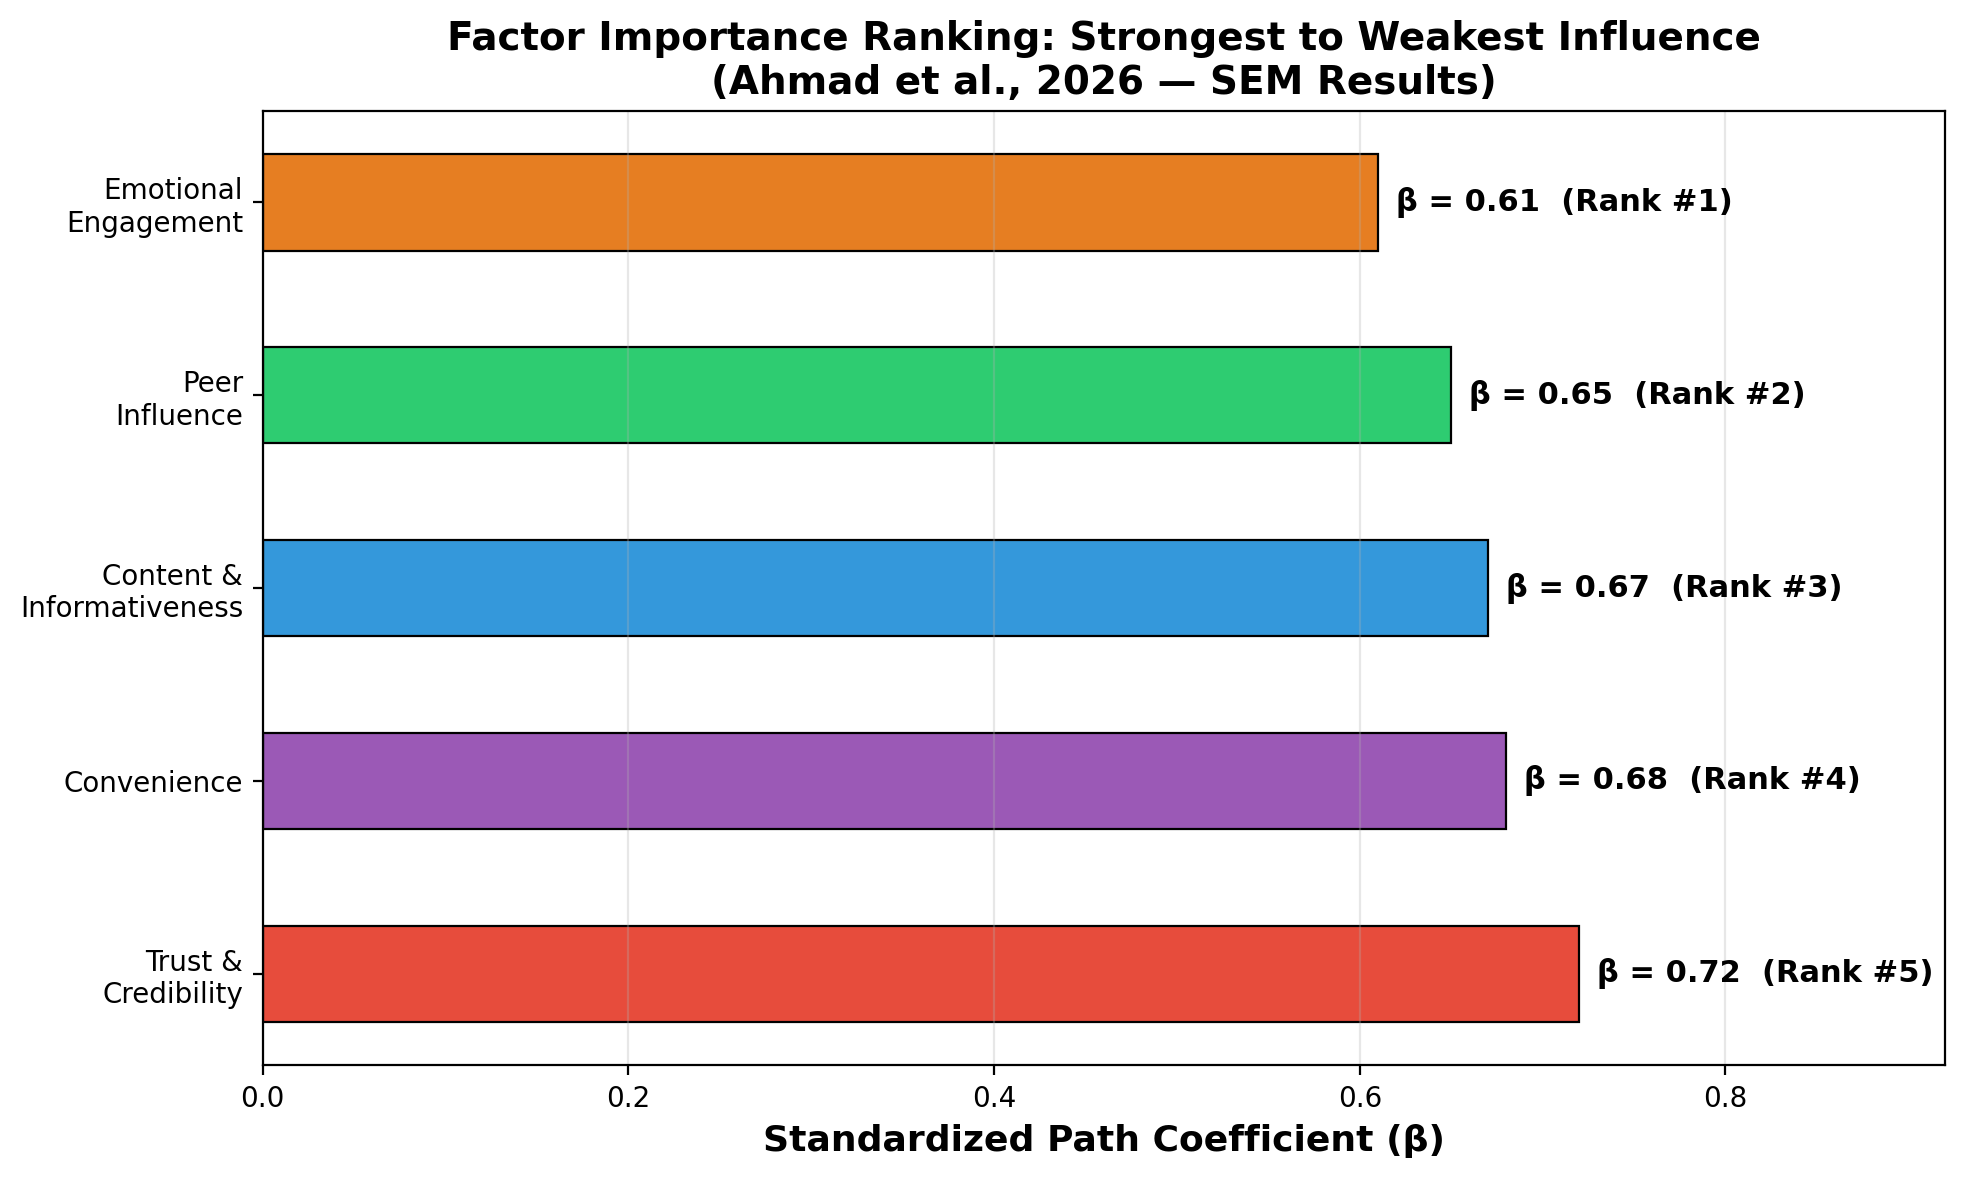 Factor Importance Ranking: Strongest to Weakest Influence
(Ahmad et al., 2026 — SEM Results)
Emotional
Engagement
β = 0.61 (Rank #1)
Peer
Influence
β = 0.65 (Rank #2)
Content &
Informativeness
β = 0.67 (Rank #3)
Convenience
β = 0.68 (Rank #4)
Trust &
Credibility
β = 0.72 (Rank #5)
0.0 0.2 0.4 0.6 0.8
Standardized Path Coefficient (β)